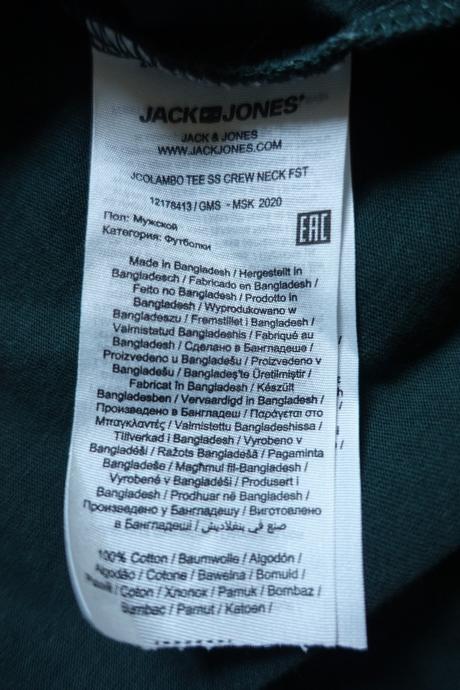 JACK & JONES
JACK & JONES
WWW.JACKJONES.COM
JCOLAMBO TEE SS CREW NECK FST
12178413 / GMS - MSK 2020
EAC
Пол: Мужской
Категория: Футболки
Made in Bangladesh / Hergestellt in
Bangladesch / Fabricado en Bangladesh /
Feito no Bangladesh / Prodotto in
Bangladesh / Wyprodukowano w
Bangladeszu / Fremstillet i Bangladesh /
Valmistatud Bangladeshis / Fabriqué au
Bangladesh / Сделано в Бангладеше /
Proizvedeno u Bangladešu / Proizvedeno v
Bangladešu / Bangladeş'te Üretilmiştir /
Fabricat în Bangladesh / Készült
Bangladesben / Vervaardigd in Bangladesh /
Произведено в Бангладеш / Παράγεται στο
Μπαγκλαντές / Valmistettu Bangladeshissa /
Tillverkad i Bangladesh / Vyrobeno v
Bangladéši / Ražots Bangladešā / Pagaminta
Bangladeše / Magħmul fil-Bangladesh /
Vyrobené v Bangladéši / Produsert i
Bangladesh / Prodhuar në Bangladesh /
Произведено у Бангладешу / Виготовлено
в Бангладеші / صنع في بنغلاديش /
100% Cotton / Baumwolle / Algodón /
Algodão / Cotone / Bawełna / Bomuld /
Coton / Хлопок / Pamuk / Bombaz /
Bumbac / Pamut / Katoen /